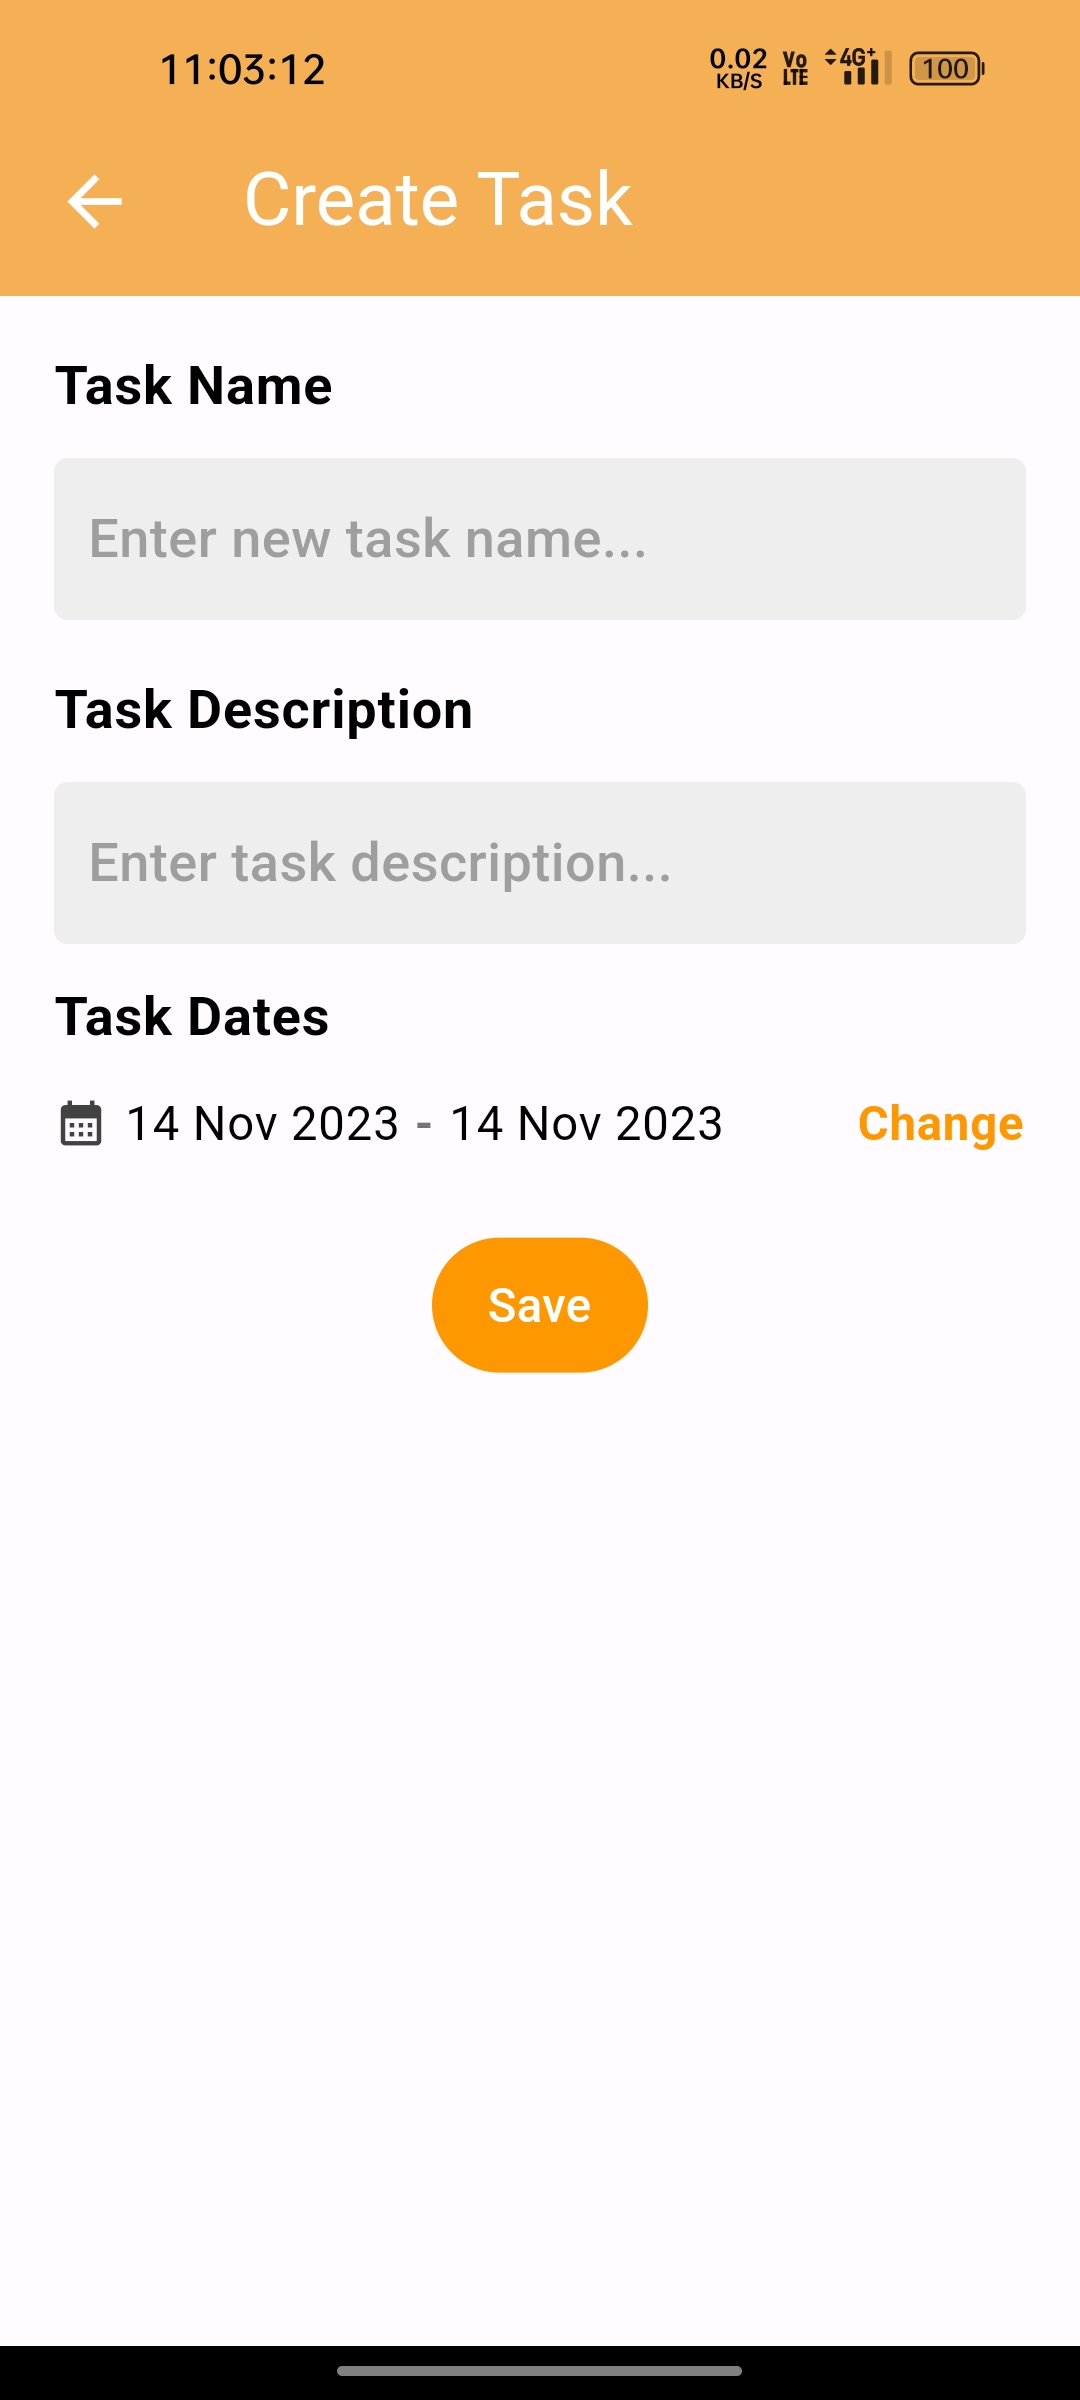 11:03:12
0.02 KB/S Vo LTE 4G+ 100
Create Task
Task Name
Enter new task name...
Task Description
Enter task description...
Task Dates
14 Nov 2023 - 14 Nov 2023 Change
Save